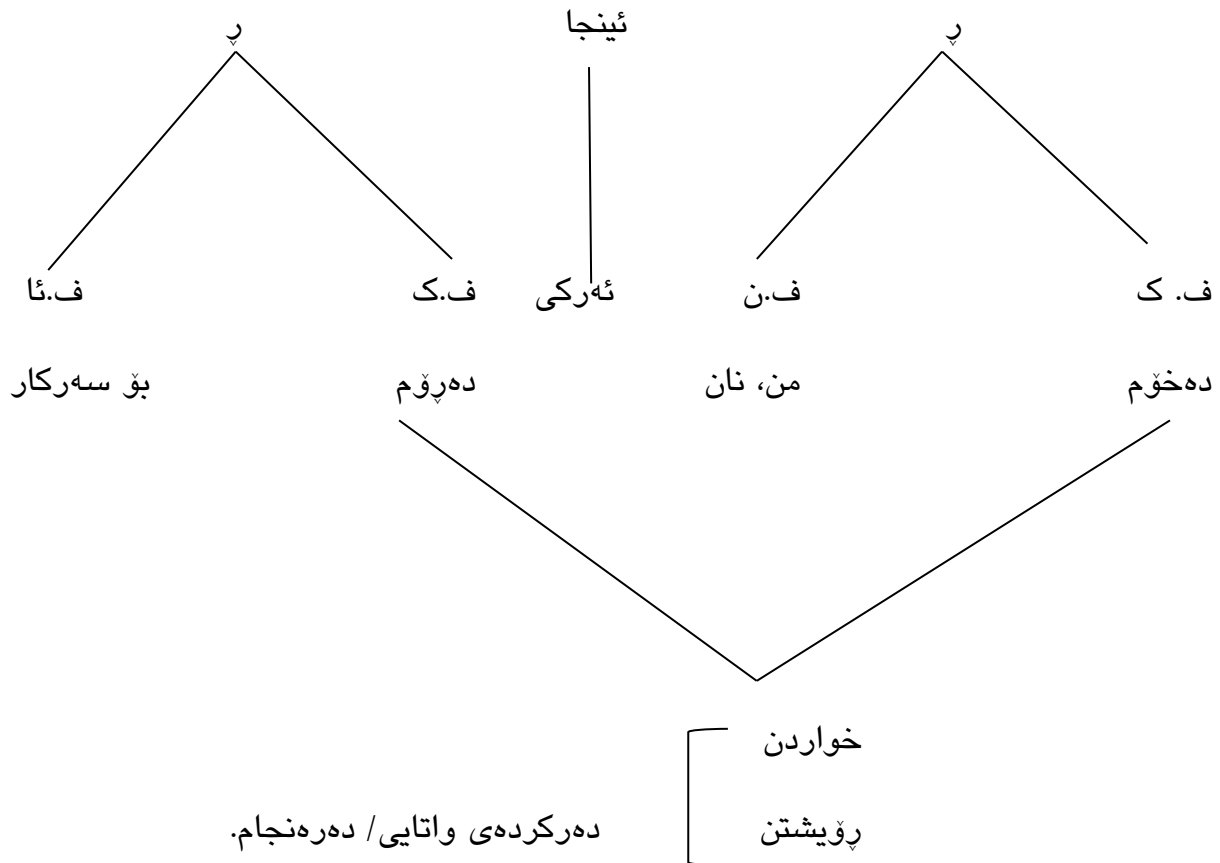 ڕ ئینجا ڕ
ف. ک ف.ن ئەرکی ف.ک ف.ئا
دەخۆم من، نان دەڕۆم بۆ سەرکار
خواردن
ڕۆیشتن دەرکردەی واتایی/ دەرەنجام.